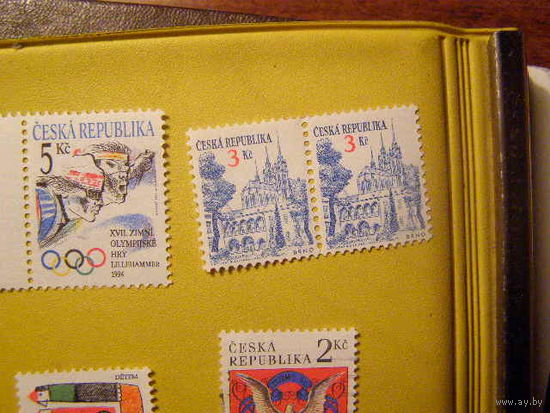 ČESKÁ REPUBLIKA
5 Kč
XVII. ZIMNÍ
OLYMPIJSKÉ
HRY
LILLEHAMMER
1994
ČESKÁ REPUBLIKA
3 Kč
BRNO
ČESKÁ REPUBLIKA
3 Kč
BRNO
DĚTEM
ČESKÁ
REPUBLIKA 2 Kč
www.ay.by